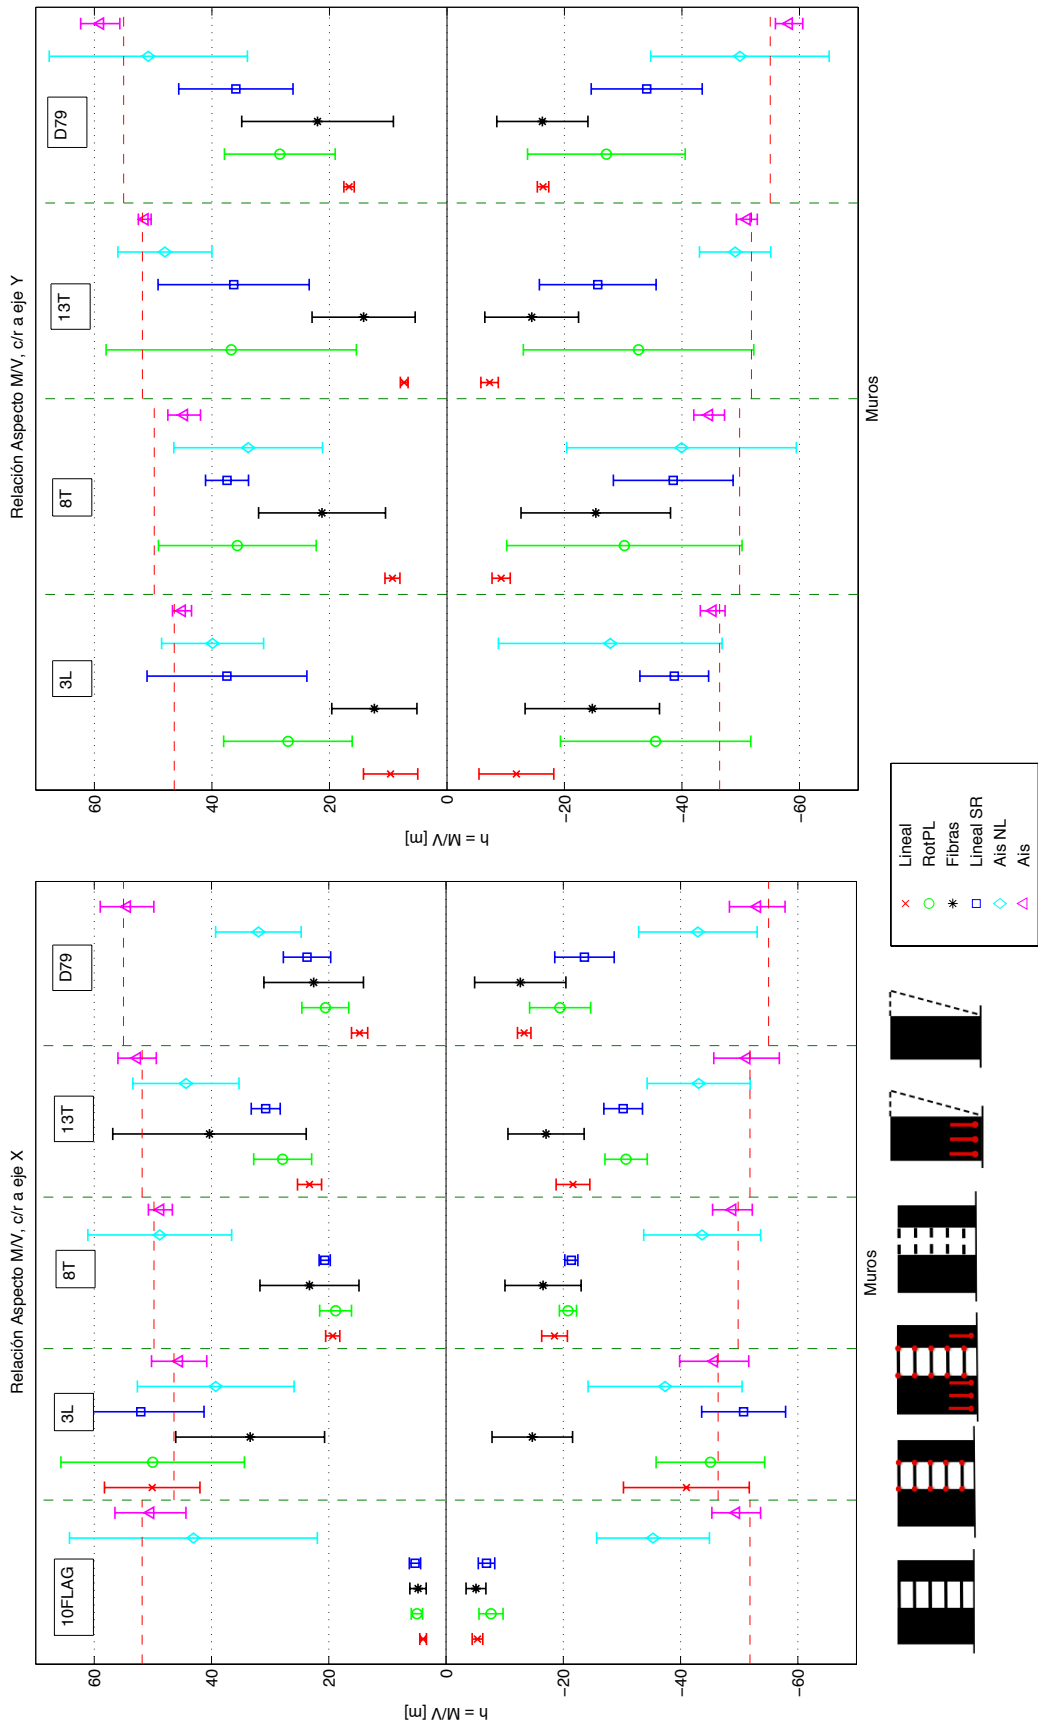 Relación Aspecto M/V, c/r a eje X
10FLAG
3L
8T
13T
D79
60
40
20
0
−20
−40
−60
h = M/V [m]
Muros
Relación Aspecto M/V, c/r a eje Y
3L
8T
13T
D79
60
40
20
0
−20
−40
−60
h = M/V [m]
Muros
Lineal
RotPL
Fibras
Lineal SR
Ais NL
Ais